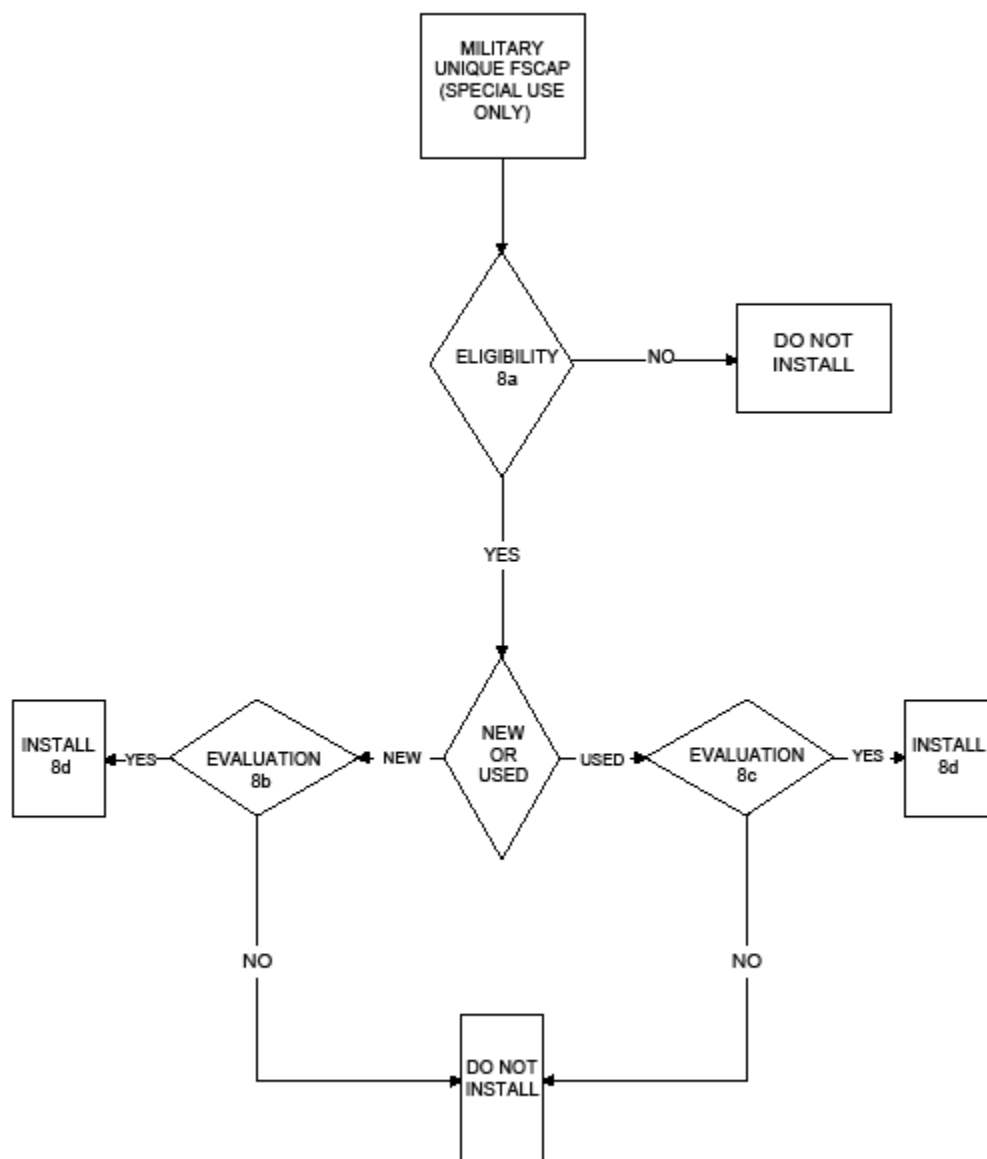 MILITARY
UNIQUE FSCAP
(SPECIAL USE
ONLY)
ELIGIBILITY
8a
NO
DO NOT
INSTALL
YES
INSTALL
8d
YES
EVALUATION
8b
NEW
NEW
OR
USED
USED
EVALUATION
8c
YES
INSTALL
8d
NO
NO
DO NOT
INSTALL